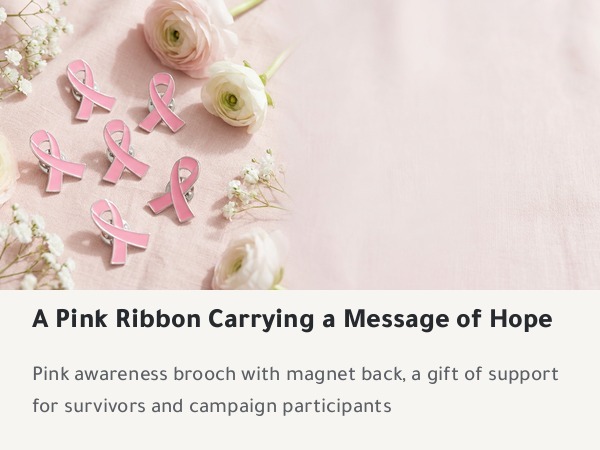 A Pink Ribbon Carrying a Message of Hope
Pink awareness brooch with magnet back, a gift of support
for survivors and campaign participants